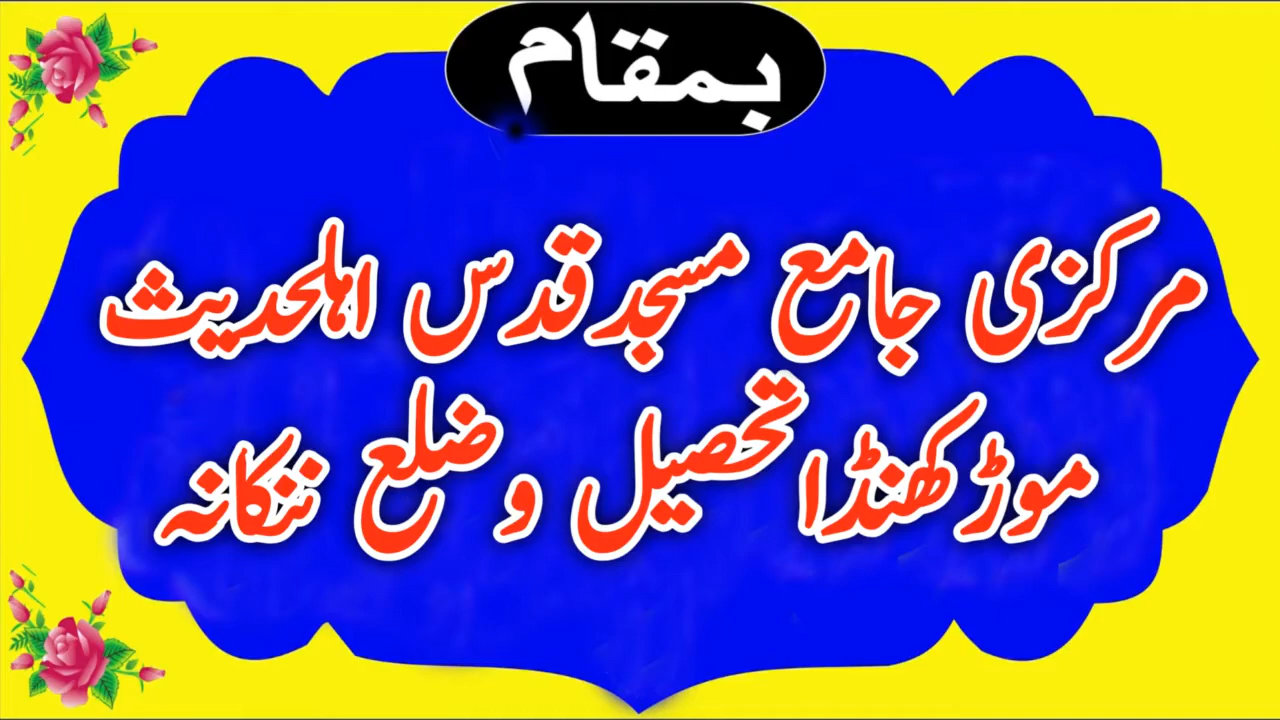 بمقام
مرکزی جامع مسجد قدس اہلحدیث
موڑکھنڈا تحصیل و ضلع ننکانہ